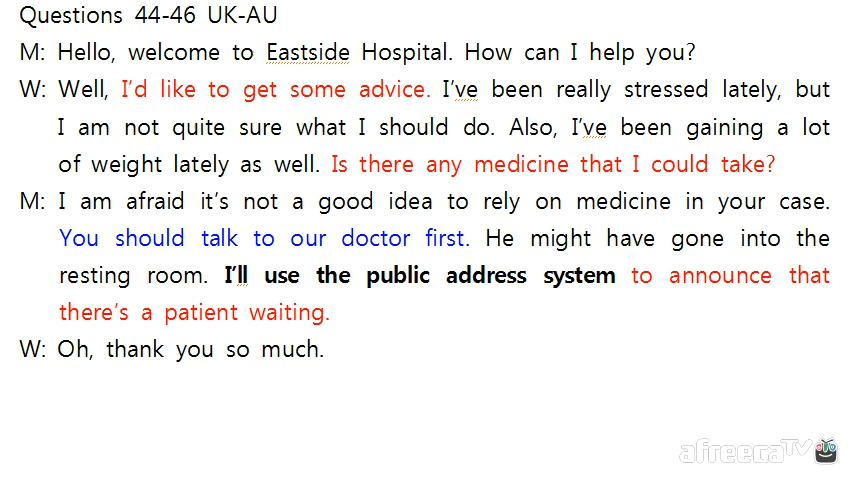 Questions 44-46 UK-AU
M: Hello, welcome to Eastside Hospital. How can I help you?
W: Well, I'd like to get some advice. I've been really stressed lately, but
I am not quite sure what I should do. Also, I've been gaining a lot
of weight lately as well. Is there any medicine that I could take?
M: I am afraid it's not a good idea to rely on medicine in your case.
You should talk to our doctor first. He might have gone into the
resting room. I'll use the public address system to announce that
there's a patient waiting.
W: Oh, thank you so much.
afreecaTV